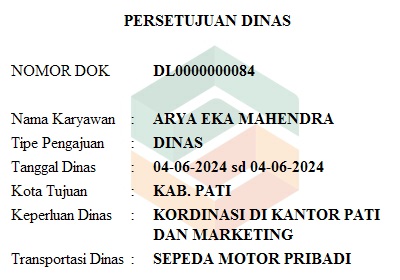 PERSETUJUAN DINAS
NOMOR DOK DL0000000084
Nama Karyawan : ARYA EKA MAHENDRA
Tipe Pengajuan : DINAS
Tanggal Dinas : 04-06-2024 sd 04-06-2024
Kota Tujuan : KAB. PATI
Keperluan Dinas : KORDINASI DI KANTOR PATI
DAN MARKETING
Transportasi Dinas : SEPEDA MOTOR PRIBADI